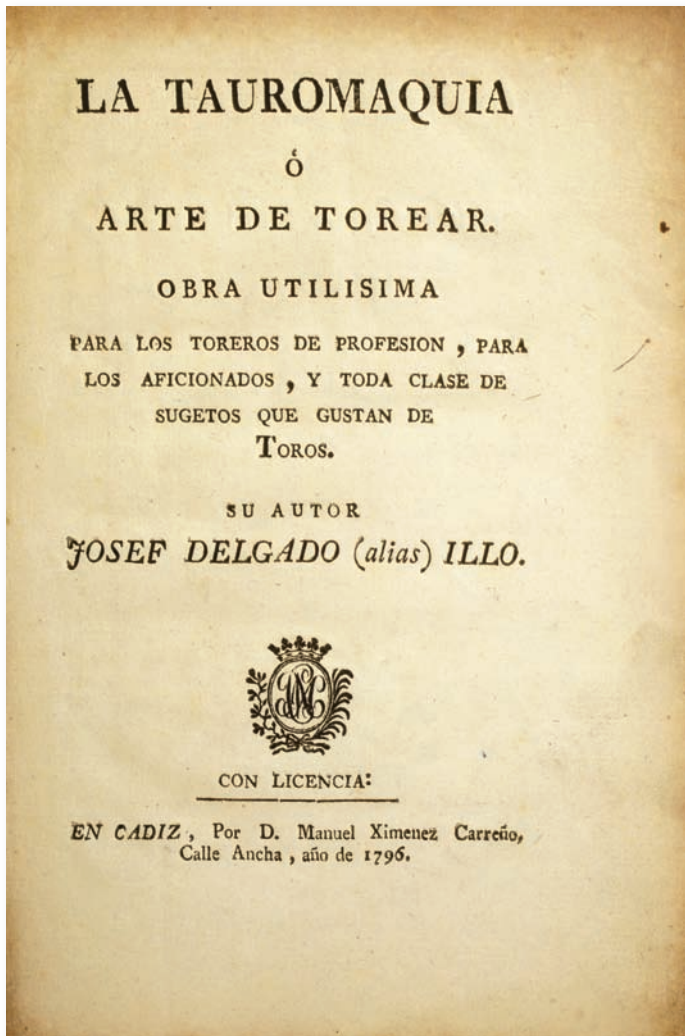 LA TAUROMAQUIA
Ó
ARTE DE TOREAR.
OBRA UTILISIMA
PARA LOS TOREROS DE PROFESION , PARA
LOS AFICIONADOS , Y TODA CLASE DE
SUGETOS QUE GUSTAN DE
TOROS.
SU AUTOR
JOSEF DELGADO (alias) ILLO.
CON LICENCIA:
EN CADIZ , Por D. Manuel Ximenez Carreño,
Calle Ancha , año de 1796.